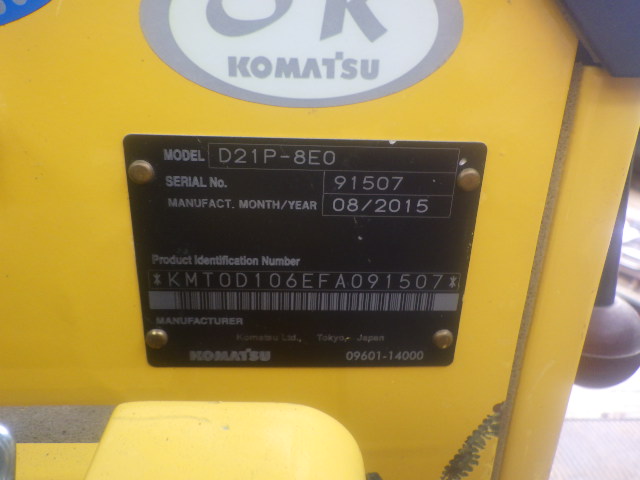 OK
KOMATSU
MODEL D21P-8E0
SERIAL No. 91507
MANUFACT. MONTH/YEAR 08/2015
Product Identification Number
*KMT0D106EFA091507*
MANUFACTURER
Komatsu Ltd., Tokyo, Japan
KOMATSU 09601-14000